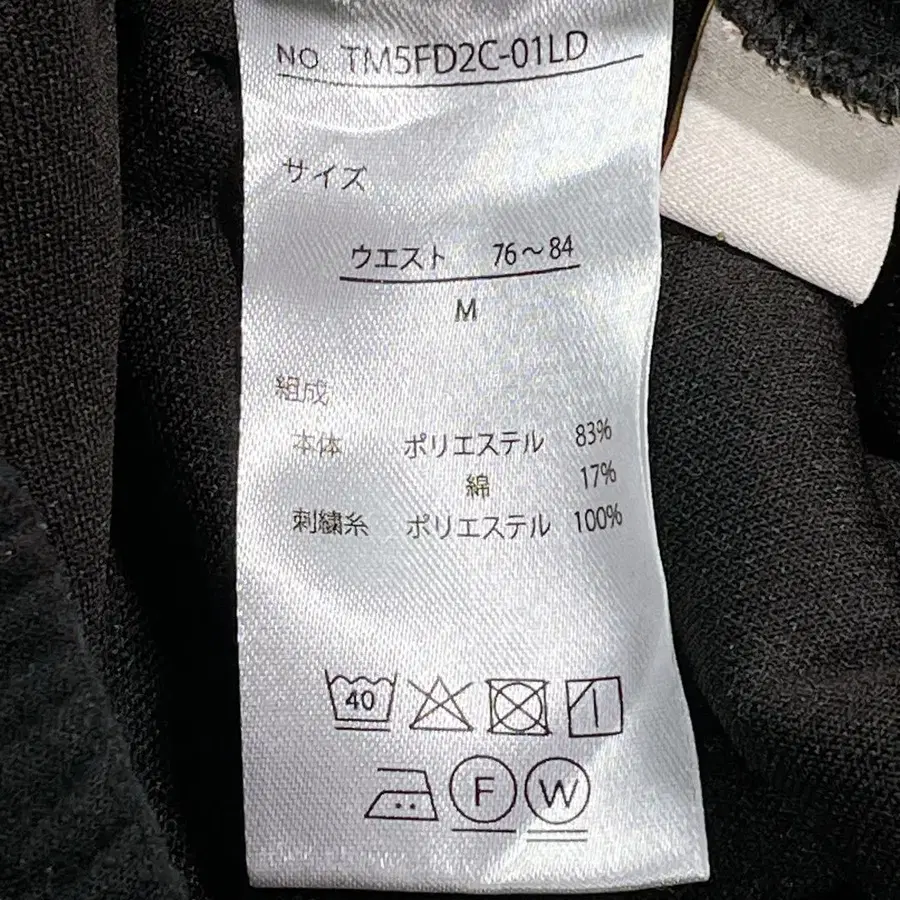 NO. TM5FD2C-01LD
サイズ
ウエスト 76～84
M
組成
本体 ポリエステル 83%
綿 17%
刺繍糸 ポリエステル 100%
40
F W